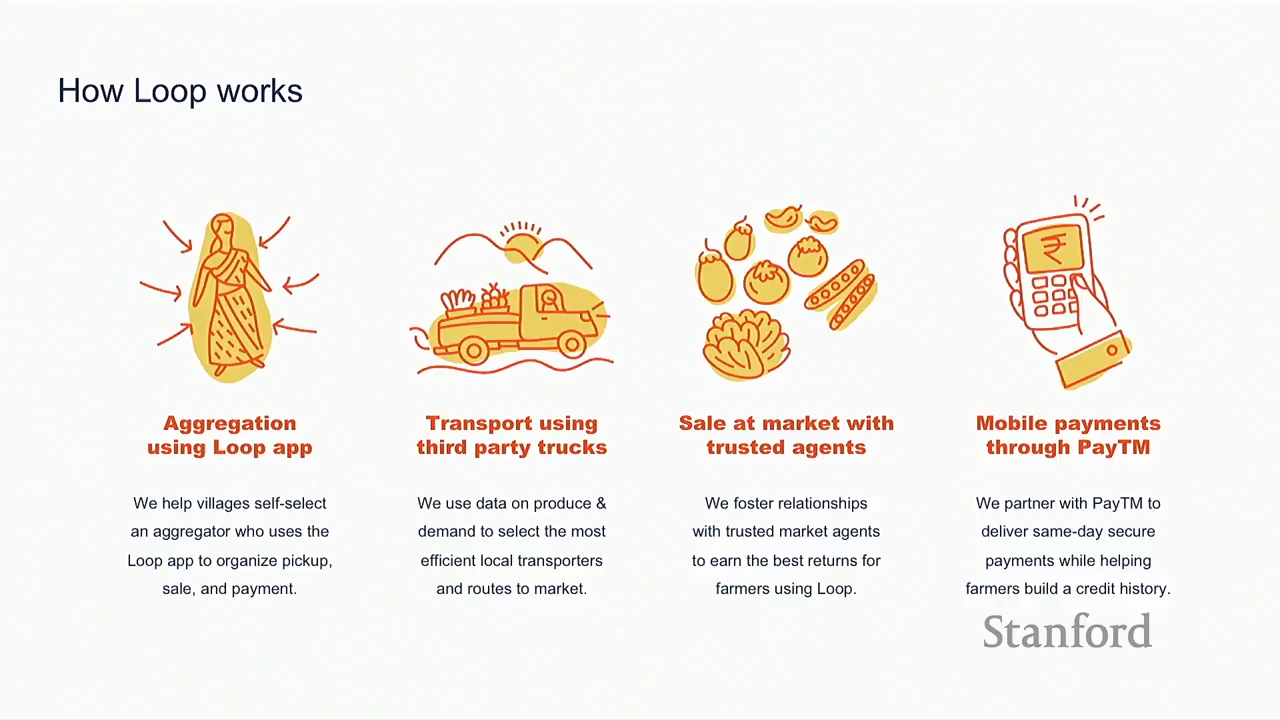 How Loop works
Aggregation
using Loop app
We help villages self-select
an aggregator who uses the
Loop app to organize pickup,
sale, and payment.
Transport using
third party trucks
We use data on produce &
demand to select the most
efficient local transporters
and routes to market.
Sale at market with
trusted agents
We foster relationships
with trusted market agents
to earn the best returns for
farmers using Loop.
₹
Mobile payments
through PayTM
We partner with PayTM to
deliver same-day secure
payments while helping
farmers build a credit history.
Stanford